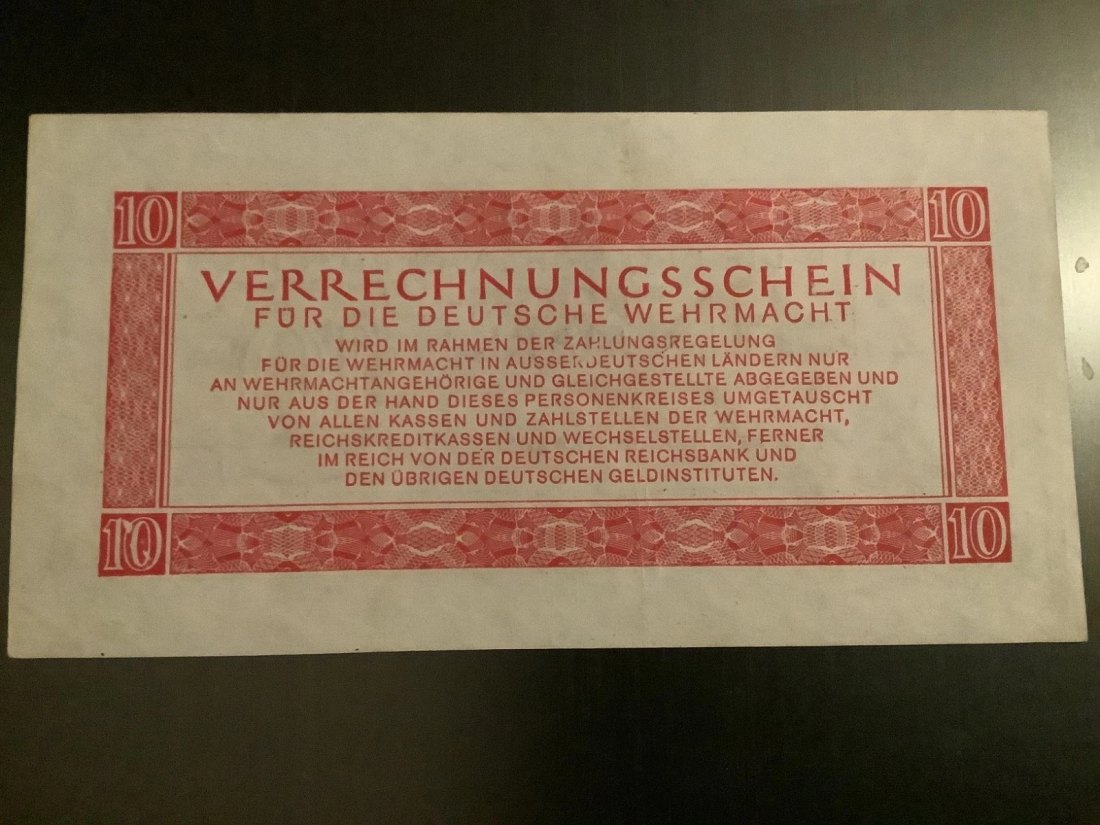 10 10
VERRECHNUNGSSCHEIN
FÜR DIE DEUTSCHE WEHRMACHT
WIRD IM RAHMEN DER ZAHLUNGSREGELUNG
FÜR DIE WEHRMACHT IN AUSSERDEUTSCHEN LÄNDERN NUR
AN WEHRMACHTANGEHÖRIGE UND GLEICHGESTELLTE ABGEGEBEN UND
NUR AUS DER HAND DIESES PERSONENKREISES UMGETAUSCHT
VON ALLEN KASSEN UND ZAHLSTELLEN DER WEHRMACHT,
REICHSKREDITKASSEN UND WECHSELSTELLEN, FERNER
IM REICH VON DER DEUTSCHEN REICHSBANK UND
DEN ÜBRIGEN DEUTSCHEN GELDINSTITUTEN.
10 10